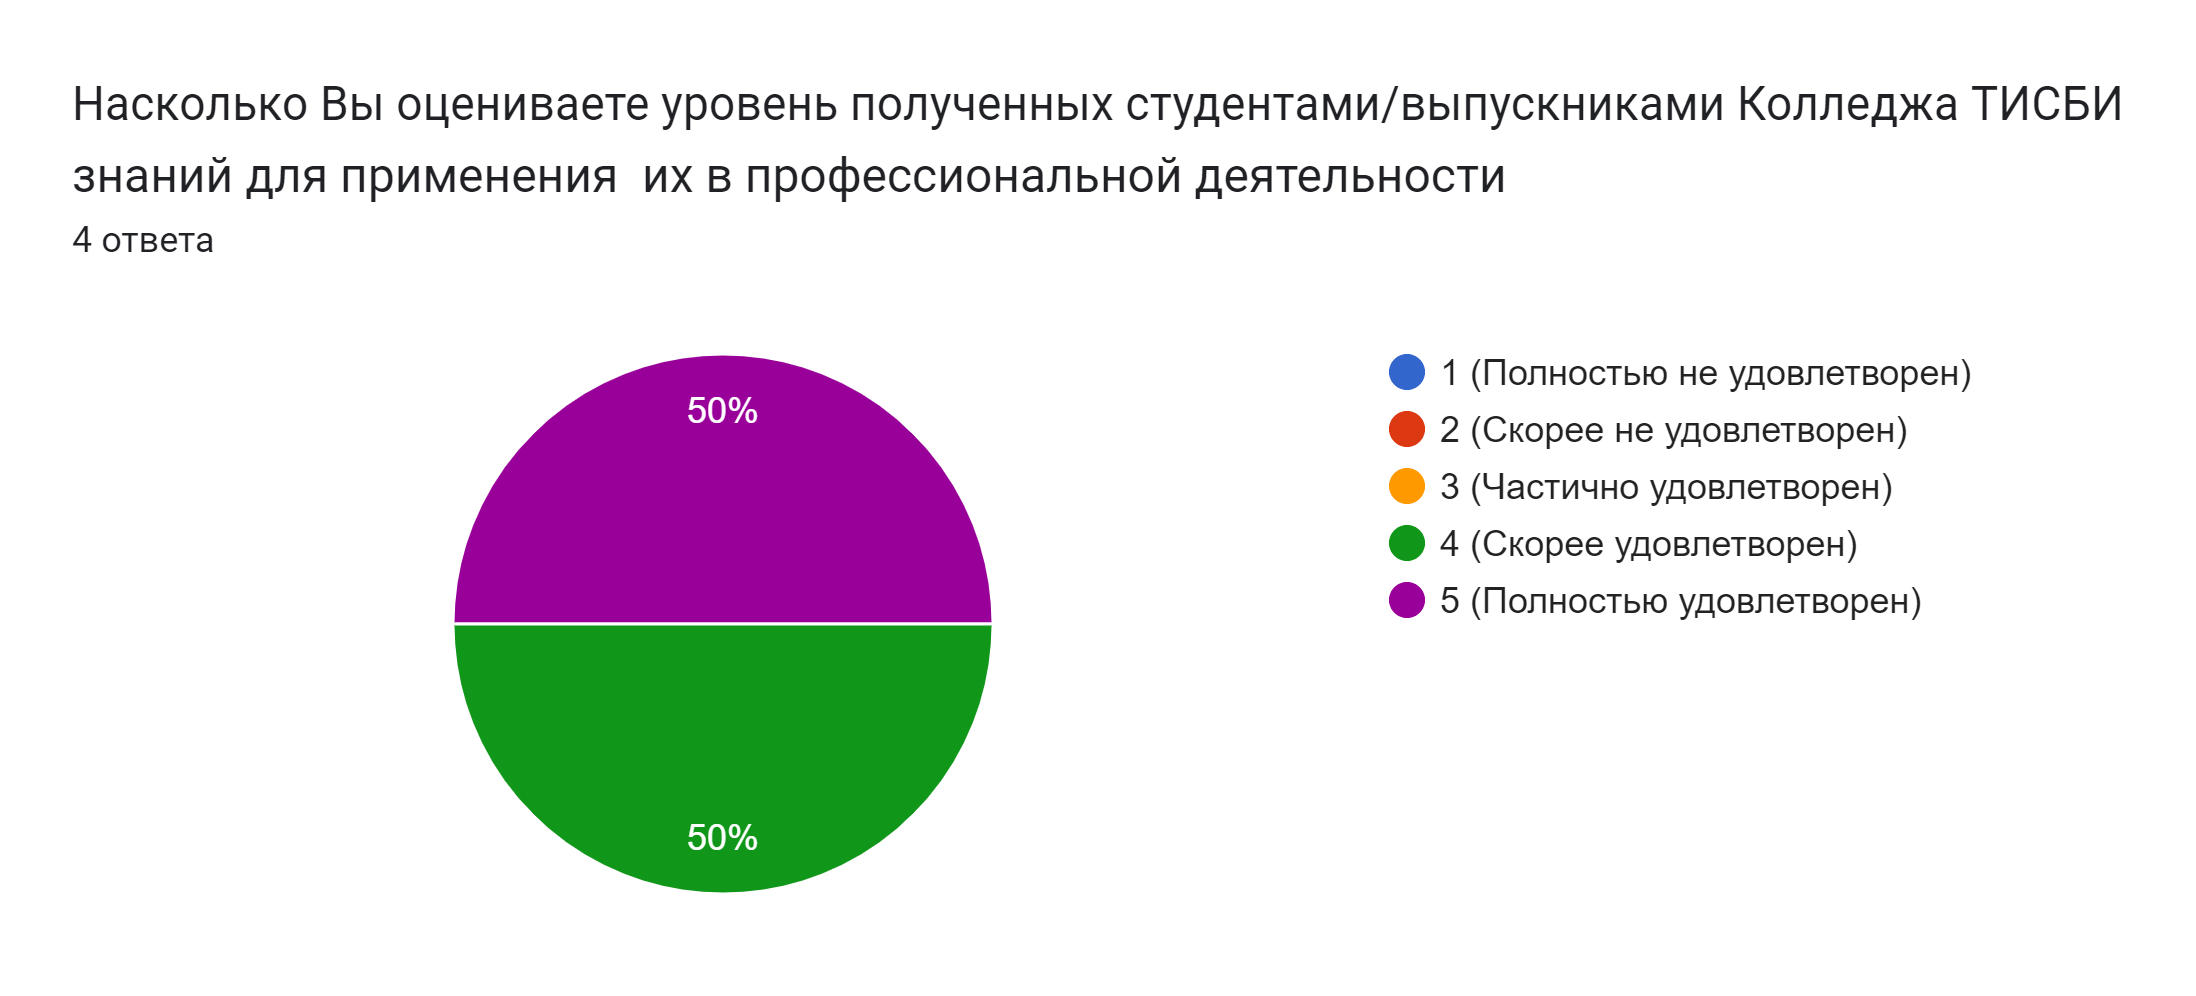 Насколько Вы оцениваете уровень полученных студентами/выпускниками Колледжа ТИСБИ
знаний для применения  их в профессиональной деятельности
4 ответа
50%
50%
1 (Полностью не удовлетворен)
2 (Скорее не удовлетворен)
3 (Частично удовлетворен)
4 (Скорее удовлетворен)
5 (Полностью удовлетворен)